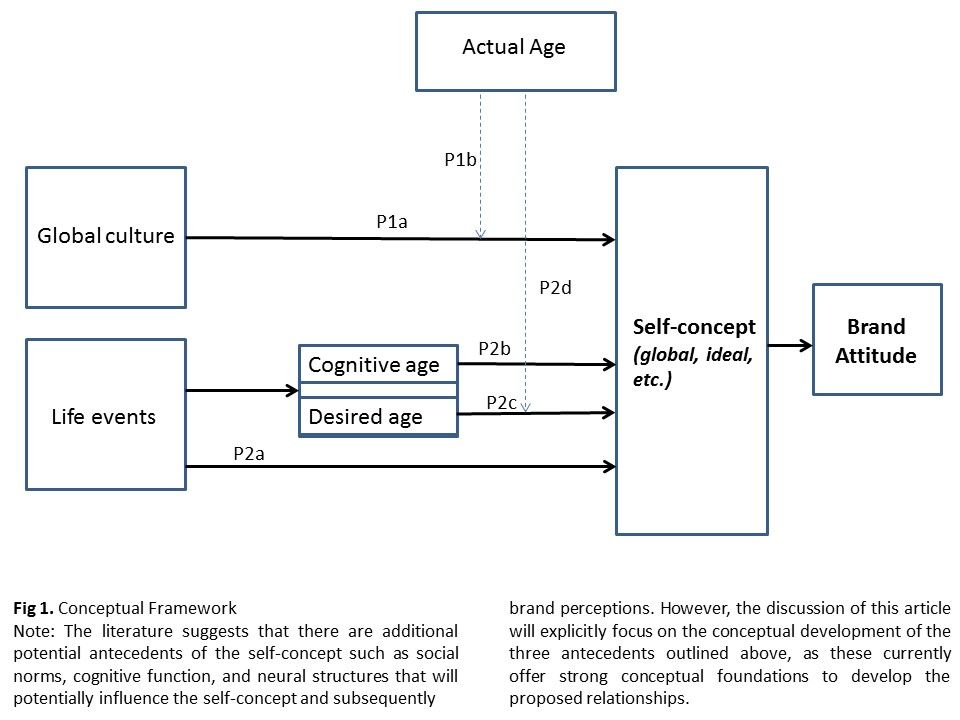 Actual Age
P1b
Global culture
P1a
P2d
Self-concept
(global, ideal,
etc.)
Brand
Attitude
Life events
Cognitive age
P2b
Desired age
P2c
P2a
Fig 1. Conceptual Framework
Note: The literature suggests that there are additional
potential antecedents of the self-concept such as social
norms, cognitive function, and neural structures that will
potentially influence the self-concept and subsequently
brand perceptions. However, the discussion of this article
will explicitly focus on the conceptual development of the
three antecedents outlined above, as these currently
offer strong conceptual foundations to develop the
proposed relationships.